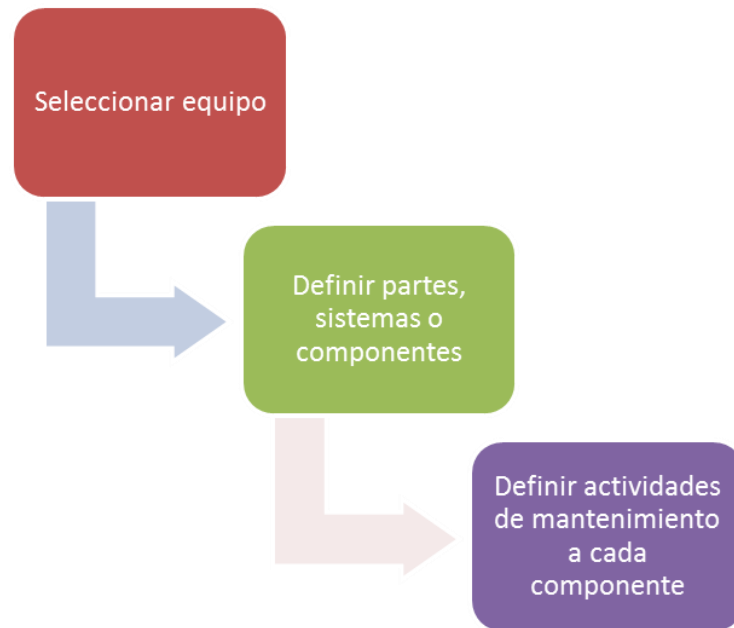 Seleccionar equipo
Definir partes,
sistemas o
componentes
Definir actividades
de mantenimiento
a cada
componente